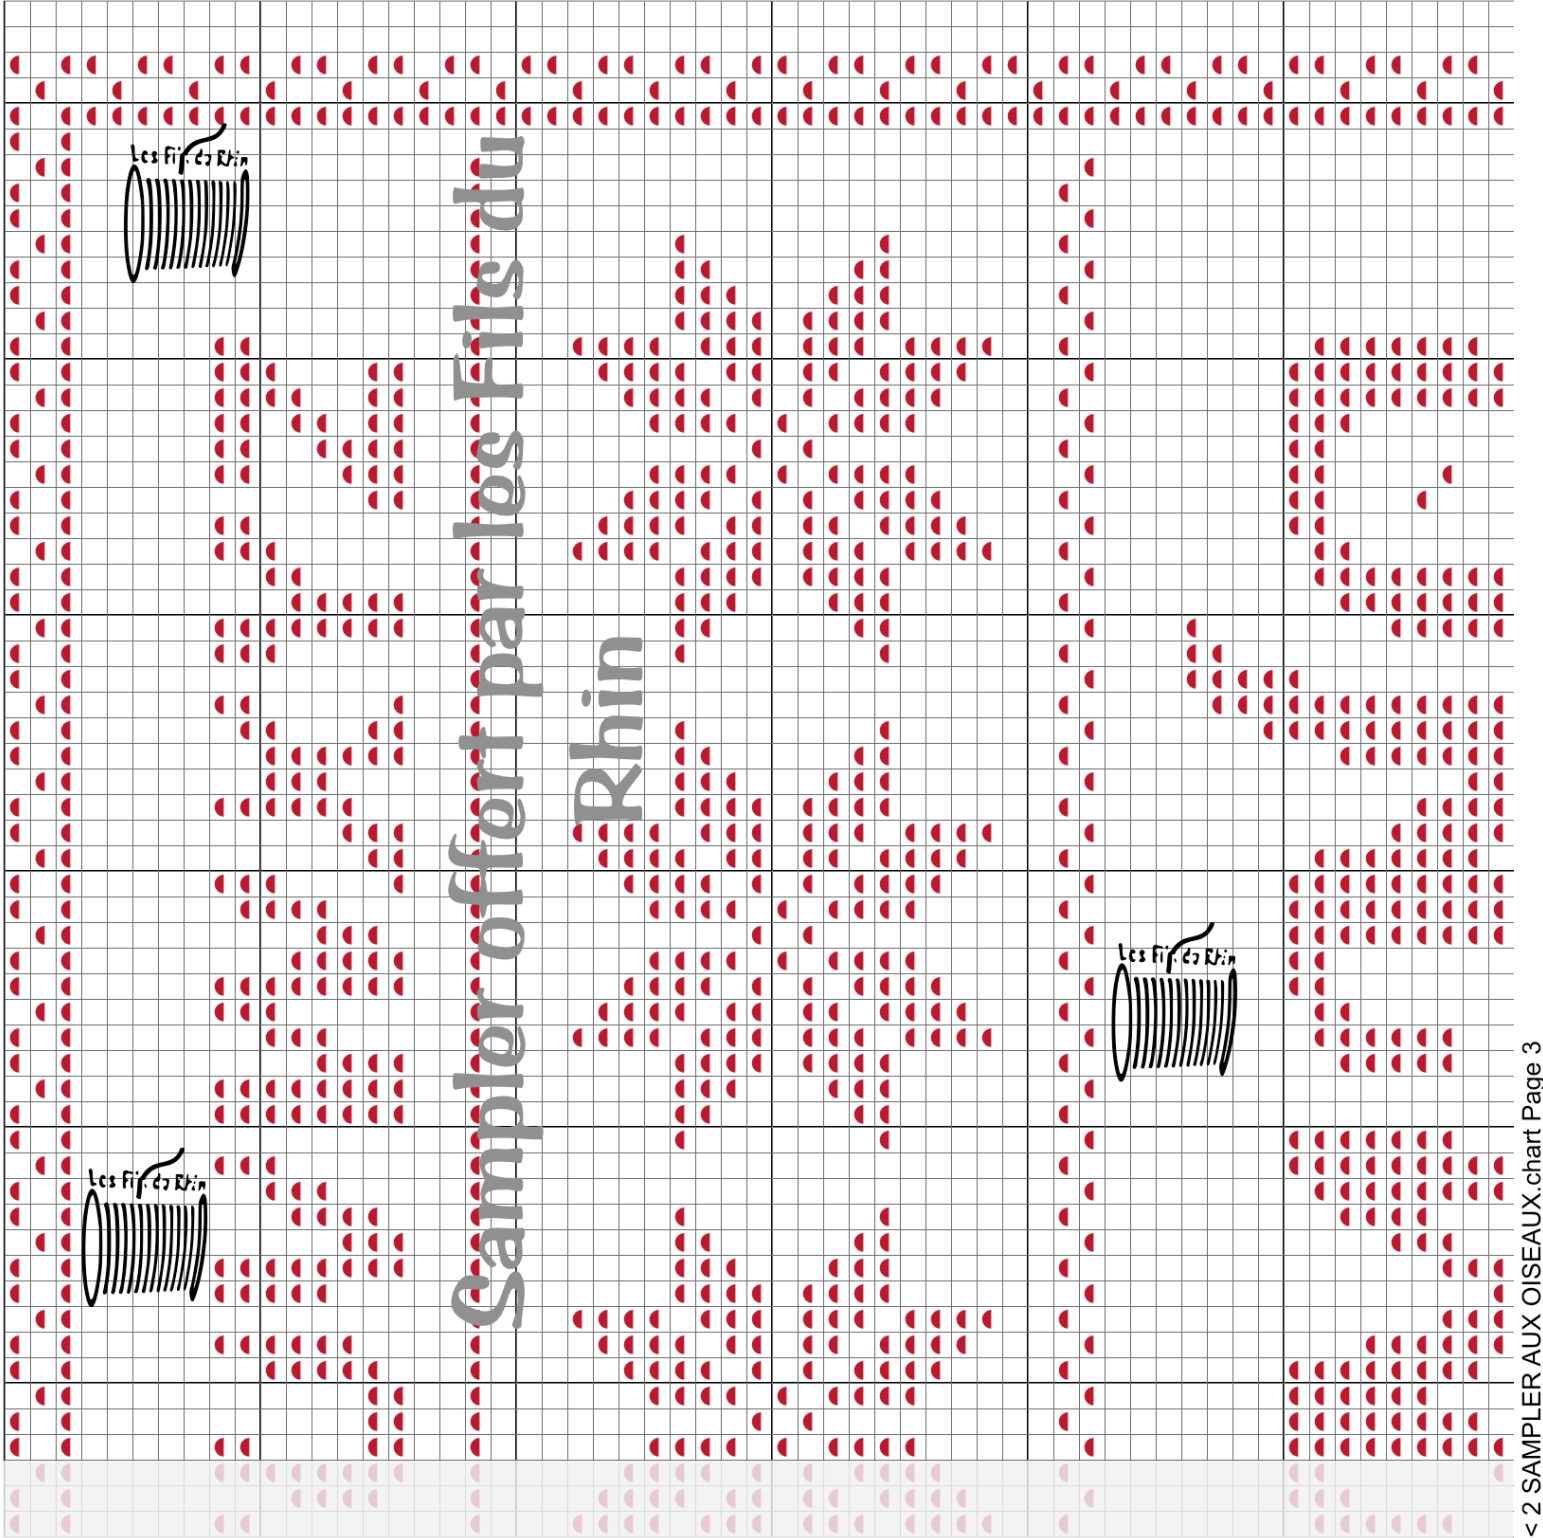 Les Fils du Rhin
Sampler offert par les Fils du
Rhin
Les Fils du Rhin
Les Fils du Rhin
< 2 SAMPLER AUX OISEAUX.chart Page 3